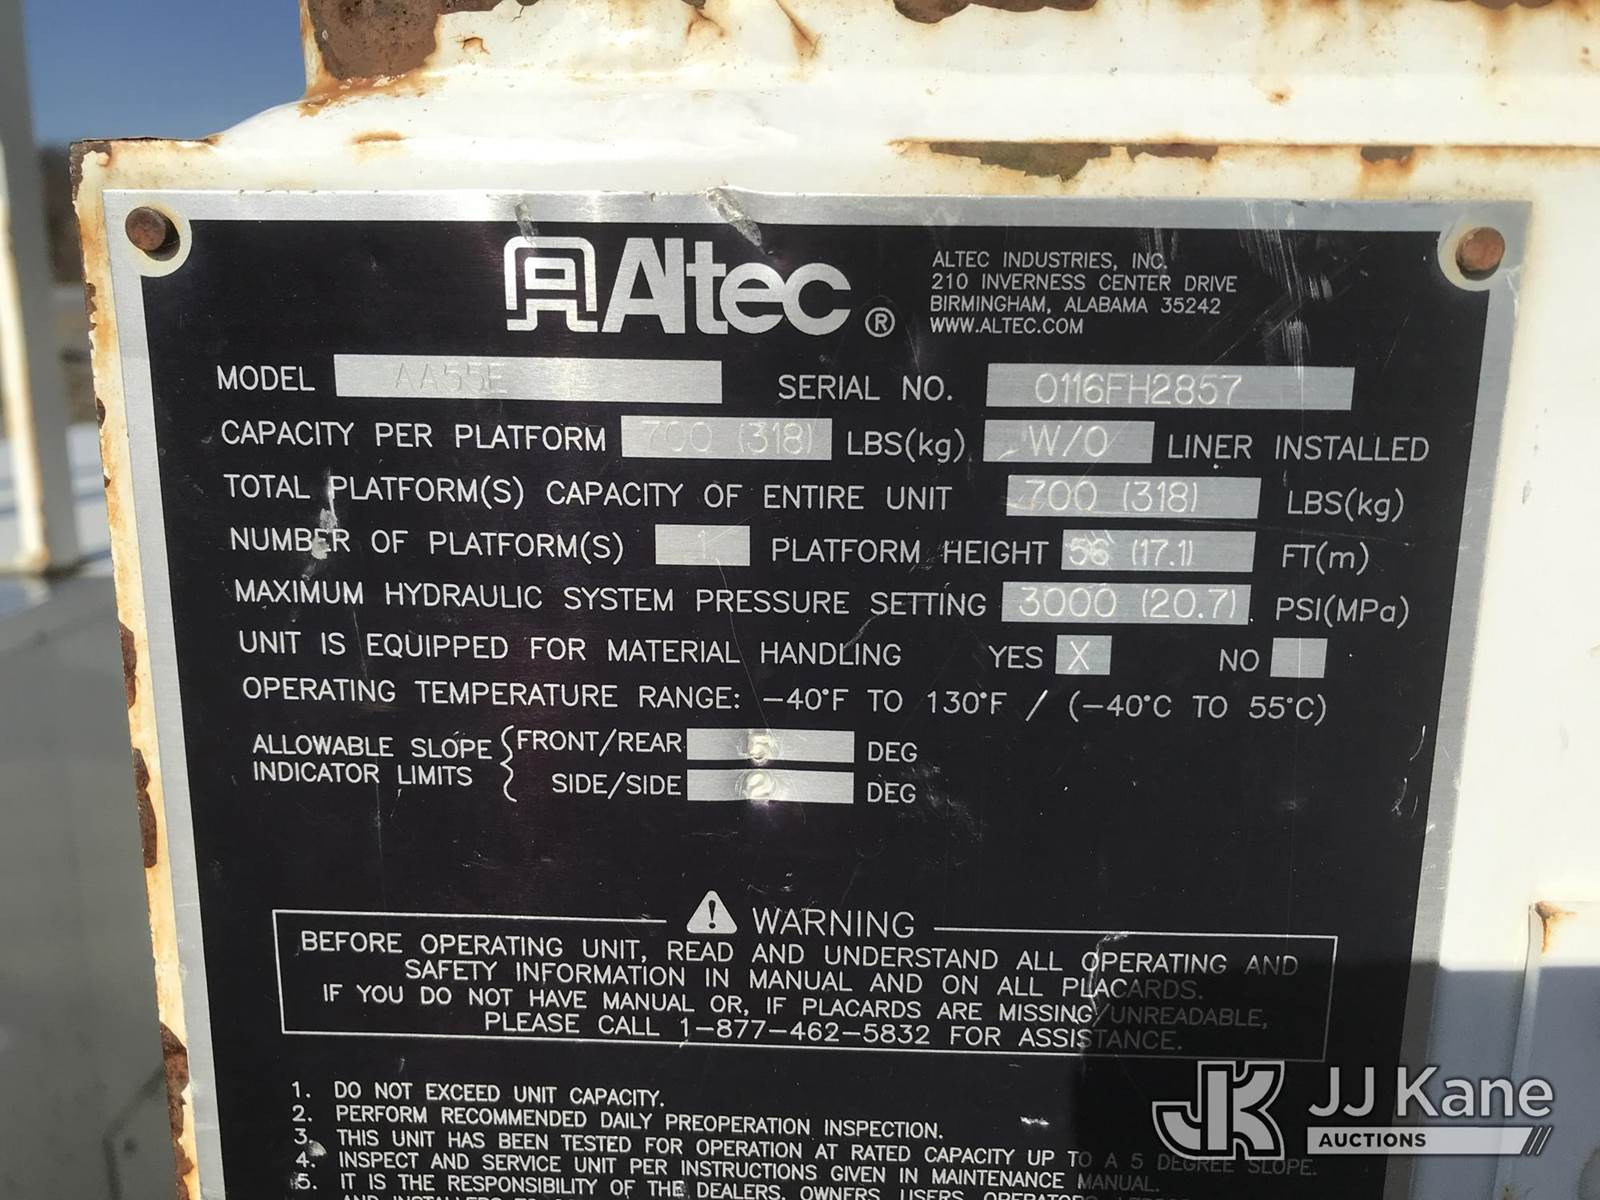 Altec ®
ALTEC INDUSTRIES, INC.
210 INVERNESS CENTER DRIVE
BIRMINGHAM, ALABAMA 35242
WWW.ALTEC.COM
MODEL AA55E SERIAL NO. 0116FH2857
CAPACITY PER PLATFORM 700 (318) LBS(kg) W/O LINER INSTALLED
TOTAL PLATFORM(S) CAPACITY OF ENTIRE UNIT 700 (318) LBS(kg)
NUMBER OF PLATFORM(S) 1 PLATFORM HEIGHT 56 (17.1) FT(m)
MAXIMUM HYDRAULIC SYSTEM PRESSURE SETTING 3000 (20.7) PSI(MPa)
UNIT IS EQUIPPED FOR MATERIAL HANDLING YES X NO
OPERATING TEMPERATURE RANGE: -40°F TO 130°F / (-40°C TO 55°C)
ALLOWABLE SLOPE INDICATOR LIMITS
FRONT/REAR 5 DEG
SIDE/SIDE 2 DEG
WARNING
BEFORE OPERATING UNIT, READ AND UNDERSTAND ALL OPERATING AND
SAFETY INFORMATION IN MANUAL AND ON ALL PLACARDS.
IF YOU DO NOT HAVE MANUAL OR, IF PLACARDS ARE MISSING/UNREADABLE,
PLEASE CALL 1-877-462-5832 FOR ASSISTANCE.
1. DO NOT EXCEED UNIT CAPACITY.
2. PERFORM RECOMMENDED DAILY PREOPERATION INSPECTION.
3. THIS UNIT HAS BEEN TESTED FOR OPERATION AT RATED CAPACITY UP TO A 5 DEGREE SLOPE.
4. INSPECT AND SERVICE UNIT PER INSTRUCTIONS GIVEN IN MAINTENANCE MANUAL.
5. IT IS THE RESPONSIBILITY OF THE DEALERS, OWNERS, USERS, OPERATORS,
JK JJ Kane
AUCTIONS